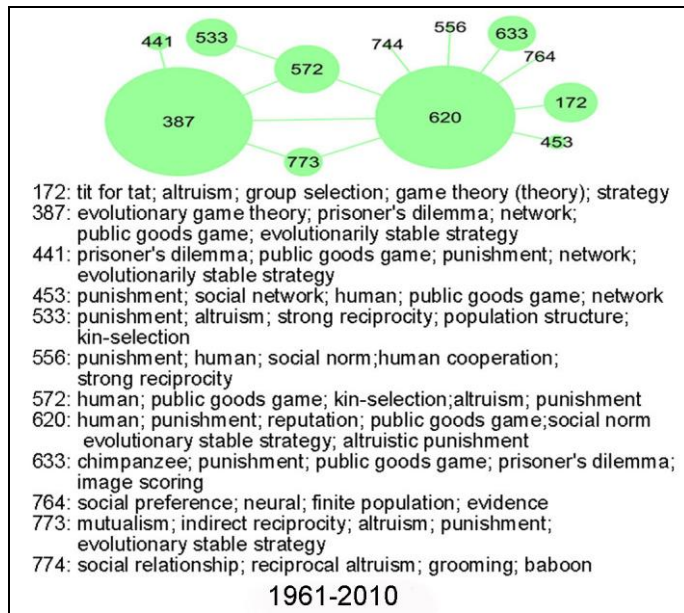 441
533
572
744
556
633
764
387
620
172
773
453
172: tit for tat; altruism; group selection; game theory (theory); strategy
387: evolutionary game theory; prisoner's dilemma; network;
public goods game; evolutionarily stable strategy
441: prisoner's dilemma; public goods game; punishment; network;
evolutionarily stable strategy
453: punishment; social network; human; public goods game; network
533: punishment; altruism; strong reciprocity; population structure;
kin-selection
556: punishment; human; social norm;human cooperation;
strong reciprocity
572: human; public goods game; kin-selection;altruism; punishment
620: human; punishment; reputation; public goods game;social norm
evolutionary stable strategy; altruistic punishment
633: chimpanzee; punishment; public goods game; prisoner's dilemma;
image scoring
764: social preference; neural; finite population; evidence
773: mutualism; indirect reciprocity; altruism; punishment;
evolutionary stable strategy
774: social relationship; reciprocal altruism; grooming; baboon
1961-2010